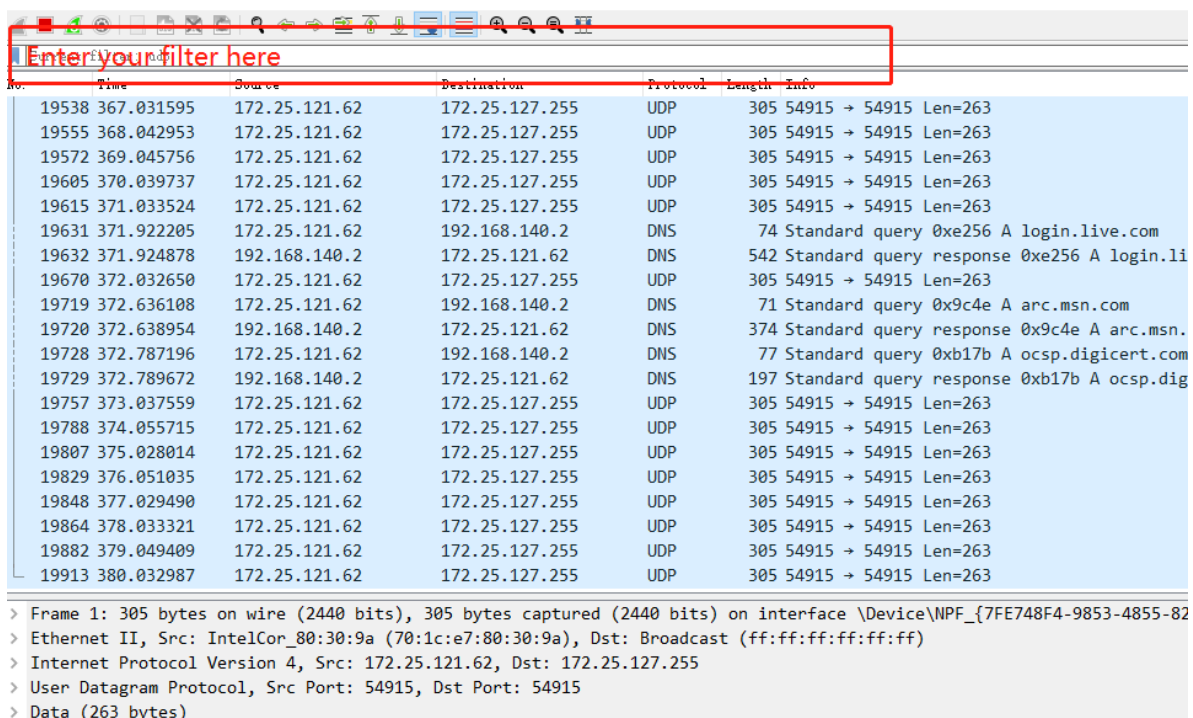 Enter your filter here
No. Time Source Destination Protocol Length Info
19538 367.031595 172.25.121.62 172.25.127.255 UDP 305 54915 → 54915 Len=263
19555 368.042953 172.25.121.62 172.25.127.255 UDP 305 54915 → 54915 Len=263
19572 369.045756 172.25.121.62 172.25.127.255 UDP 305 54915 → 54915 Len=263
19605 370.039737 172.25.121.62 172.25.127.255 UDP 305 54915 → 54915 Len=263
19615 371.033524 172.25.121.62 172.25.127.255 UDP 305 54915 → 54915 Len=263
19631 371.922205 172.25.121.62 192.168.140.2 DNS 74 Standard query 0xe256 A login.live.com
19632 371.924878 192.168.140.2 172.25.121.62 DNS 542 Standard query response 0xe256 A login.li
19670 372.032650 172.25.121.62 172.25.127.255 UDP 305 54915 → 54915 Len=263
19719 372.636108 172.25.121.62 192.168.140.2 DNS 71 Standard query 0x9c4e A arc.msn.com
19720 372.638954 192.168.140.2 172.25.121.62 DNS 374 Standard query response 0x9c4e A arc.msn.
19728 372.787196 172.25.121.62 192.168.140.2 DNS 77 Standard query 0xb17b A ocsp.digicert.com
19729 372.789672 192.168.140.2 172.25.121.62 DNS 197 Standard query response 0xb17b A ocsp.dig
19757 373.037559 172.25.121.62 172.25.127.255 UDP 305 54915 → 54915 Len=263
19788 374.055715 172.25.121.62 172.25.127.255 UDP 305 54915 → 54915 Len=263
19807 375.028014 172.25.121.62 172.25.127.255 UDP 305 54915 → 54915 Len=263
19829 376.051035 172.25.121.62 172.25.127.255 UDP 305 54915 → 54915 Len=263
19848 377.029490 172.25.121.62 172.25.127.255 UDP 305 54915 → 54915 Len=263
19864 378.033321 172.25.121.62 172.25.127.255 UDP 305 54915 → 54915 Len=263
19882 379.049409 172.25.121.62 172.25.127.255 UDP 305 54915 → 54915 Len=263
19913 380.032987 172.25.121.62 172.25.127.255 UDP 305 54915 → 54915 Len=263
> Frame 1: 305 bytes on wire (2440 bits), 305 bytes captured (2440 bits) on interface \Device\NPF_{7FE748F4-9853-4855-82
> Ethernet II, Src: IntelCor_80:30:9a (70:1c:e7:80:30:9a), Dst: Broadcast (ff:ff:ff:ff:ff:ff)
> Internet Protocol Version 4, Src: 172.25.121.62, Dst: 172.25.127.255
> User Datagram Protocol, Src Port: 54915, Dst Port: 54915
> Data (263 bytes)